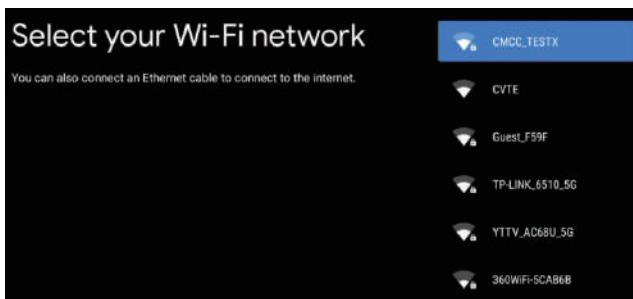 Select your Wi-Fi network
You can also connect an Ethernet cable to connect to the internet.
CMCC_TESTX
CVTE
Guest_F59F
TP-LINK_6510_5G
YTTV_AC68U_5G
360WiFi-5CAB6B